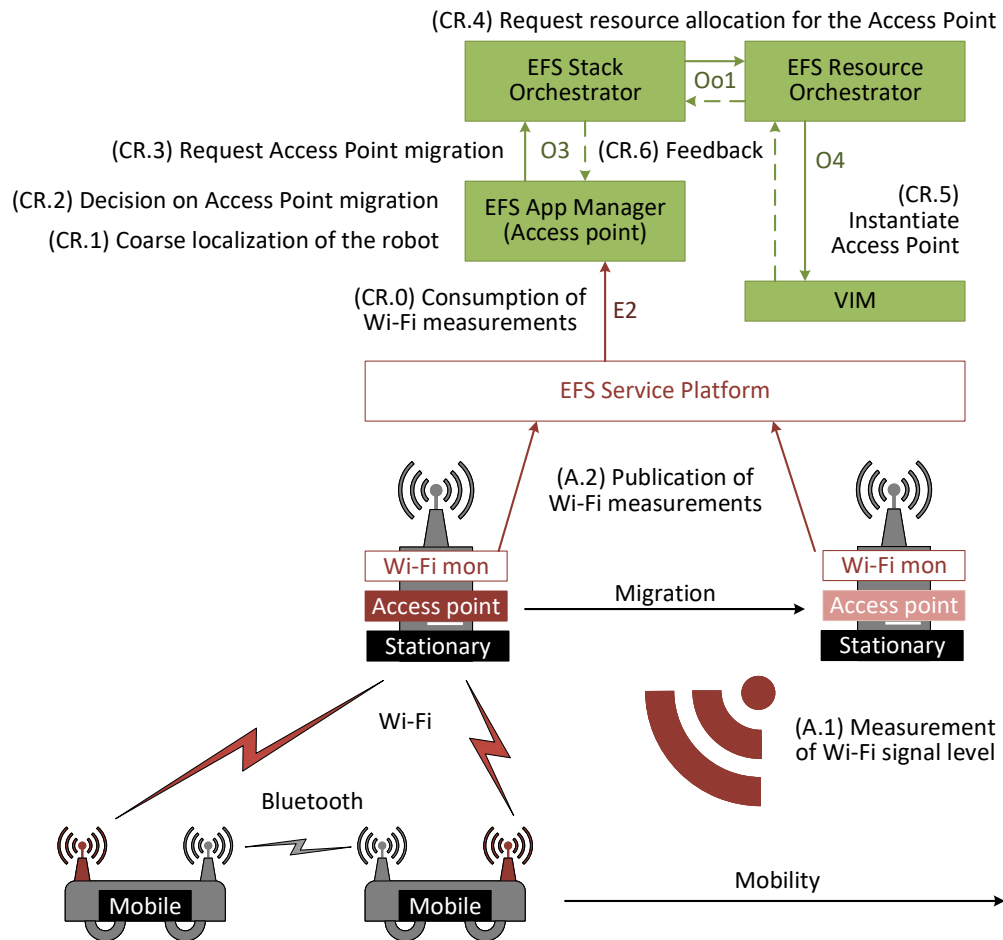 (CR.4) Request resource allocation for the Access Point
EFS Stack
Orchestrator
Oo1
EFS Resource
Orchestrator
(CR.3) Request Access Point migration
O3
(CR.6) Feedback
O4
(CR.2) Decision on Access Point migration
(CR.1) Coarse localization of the robot
EFS App Manager
(Access point)
(CR.5)
Instantiate
Access Point
(CR.0) Consumption of
Wi-Fi measurements
E2
VIM
EFS Service Platform
(A.2) Publication of
Wi-Fi measurements
Wi-Fi mon
Access point
Stationary
Migration
Wi-Fi mon
Access point
Stationary
Wi-Fi
(A.1) Measurement
of Wi-Fi signal level
Bluetooth
Mobile
Mobile
Mobility